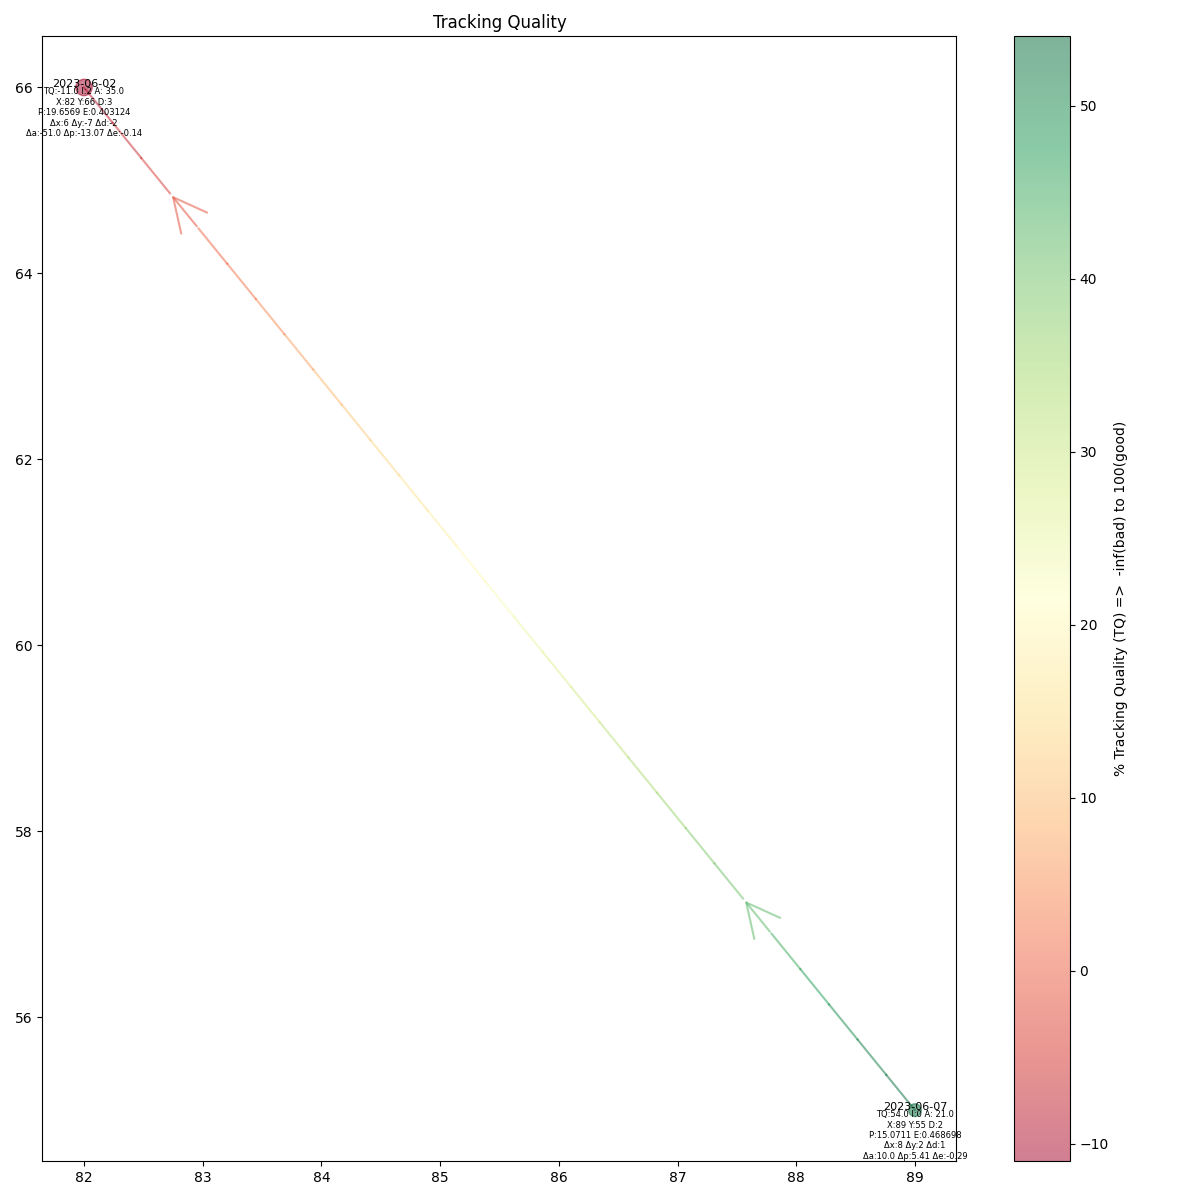 Tracking Quality
2023-06-02
TQ:-11.0 A: 35.0
X:82 Y:66 D:3
P:19.6569 E:0.403124
Δx:6 Δy:-7 Δd:-2
Δa:-51.0 Δp:-13.07 Δe:-0.14
66
64
62
60
58
56
2023-06-07
TQ:54.0 A: 21.0
X:89 Y:55 D:2
P:15.0711 E:0.468698
Δx:8 Δy:2 Δd:1
Δa:10.0 Δp:5.41 Δe:-0.29
82 83 84 85 86 87 88 89
50
40
30
20
10
0
−10
% Tracking Quality (TQ) => -inf(bad) to 100(good)